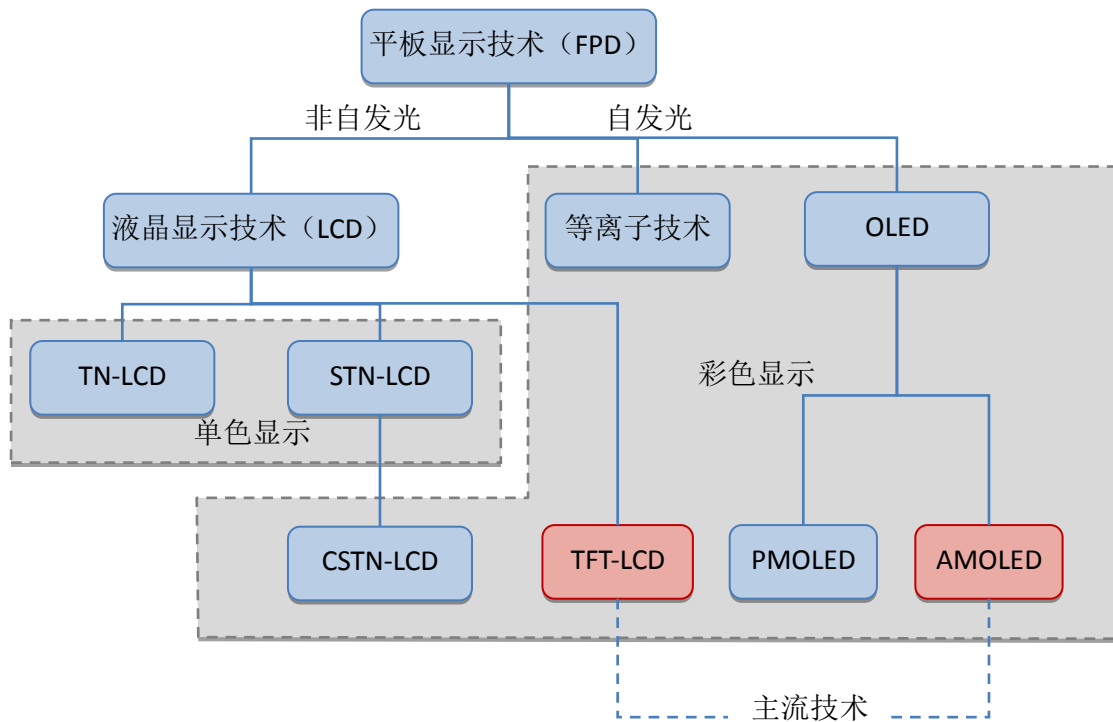 平板显示技术（FPD）
非自发光
自发光
液晶显示技术（LCD）
等离子技术
OLED
TN-LCD
STN-LCD
彩色显示
单色显示
CSTN-LCD
TFT-LCD
PMOLED
AMOLED
主流技术